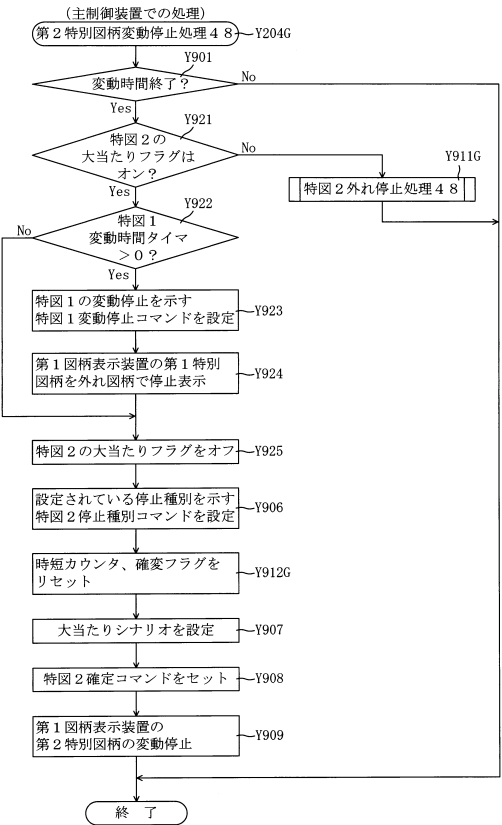 （主制御装置での処理）
第２特別図柄変動停止処理４８
Y204G
Y901
変動時間終了？
No
Yes
Y921
特図２の
大当たりフラグは
オン？
No
Yes
Y911G
特図２外れ停止処理４８
Y922
特図１
変動時間タイマ
＞０？
No
Yes
特図１の変動停止を示す
特図１変動停止コマンドを設定
Y923
第１図柄表示装置の第１特別
図柄を外れ図柄で停止表示
Y924
特図２の大当たりフラグをオフ
Y925
設定されている停止種別を示す
特図２停止種別コマンドを設定
Y906
時短カウンタ、確変フラグを
リセット
Y912G
大当たりシナリオを設定
Y907
特図２確定コマンドをセット
Y908
第１図柄表示装置の
第２特別図柄の変動停止
Y909
終　了